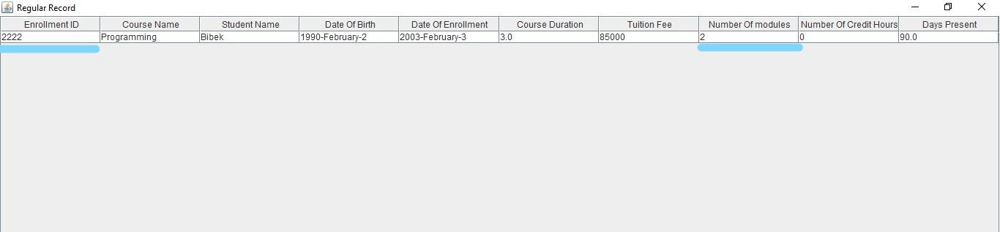 Regular Record
Enrollment ID Course Name Student Name Date Of Birth Date Of Enrollment Course Duration Tuition Fee Number Of modules Number Of Credit Hours Days Present
2222 Programming Bibek 1990-February-2 2003-February-3 3.0 85000 2 0 90.0